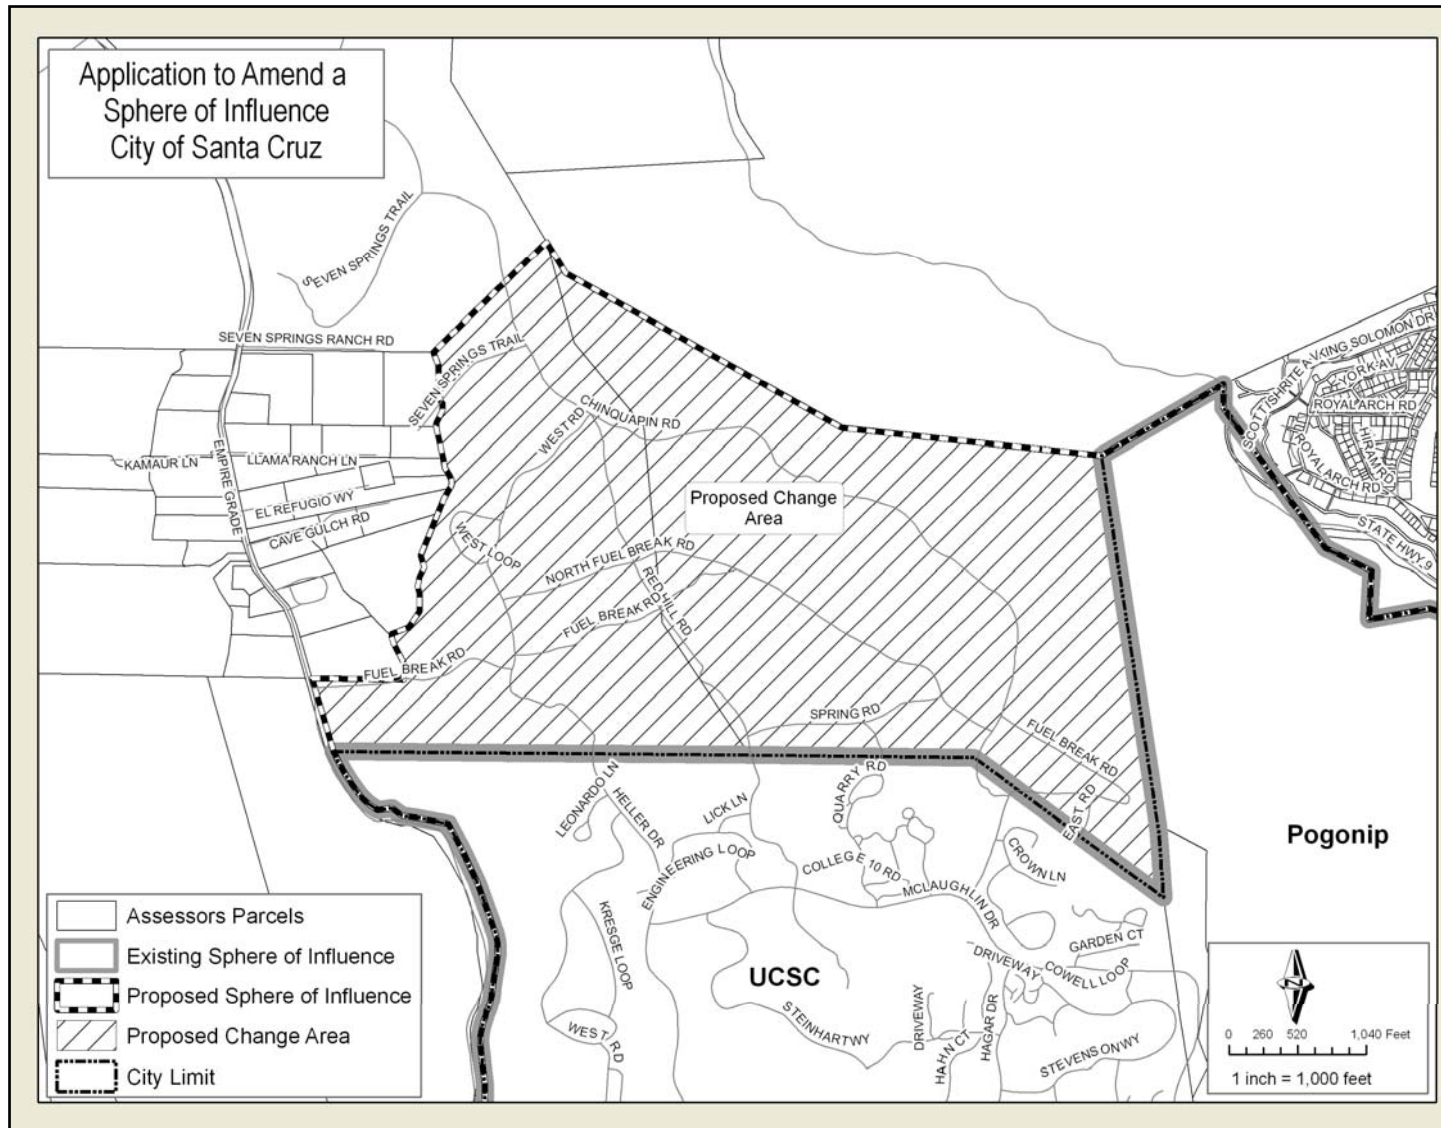 Application to Amend a
Sphere of Influence
City of Santa Cruz
SEVEN SPRINGS TRAIL
SEVEN SPRINGS RANCH RD
SEVEN SPRINGS TRAIL
CHINQUAPIN RD
WEST RD
KAMAUR LN
LLAMA RANCH LN
EMPIRE GRADE
EL REFUGIO WY
CAVE GULCH RD
WEST LOOP
Proposed Change
Area
NORTH FUEL BREAK RD
RED HILL RD
FUEL BREAK RD
FUEL BREAK RD
SPRING RD
FUEL BREAK RD
EAST RD
KING SOLOMON DR
SCOTTISHRITE AV
YORK AV
ROYAL ARCH RD
HIRAM RD
ROYAL ARCH RD
STATE HWY 9
QUARRY RD
LEONARDO LN
HELLER DR
LICK LN
ENGINEERING LOOP
COLLEGE 10 RD
CROWN LN
MCLAUGHLIN DR
Pogonip
KRESGE LOOP
GARDEN CT
DRIVEWAY
COWELL LOOP
UCSC
STEINHART WY
DRIVEWAY
HAHN CT
HAGAR DR
STEVENSON WY
WEST RD
Assessors Parcels
Existing Sphere of Influence
Proposed Sphere of Influence
Proposed Change Area
City Limit
N
0 260 520 1,040 Feet
1 inch = 1,000 feet